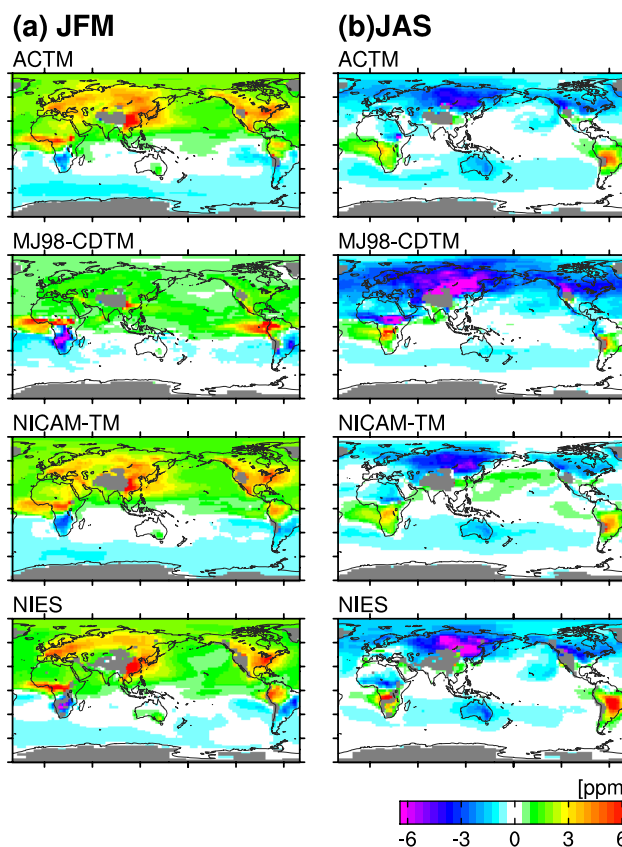 (a) JFM
(b)JAS
ACTM
ACTM
MJ98-CDTM
MJ98-CDTM
NICAM-TM
NICAM-TM
NIES
NIES
[ppm
-6 -3 0 3 6